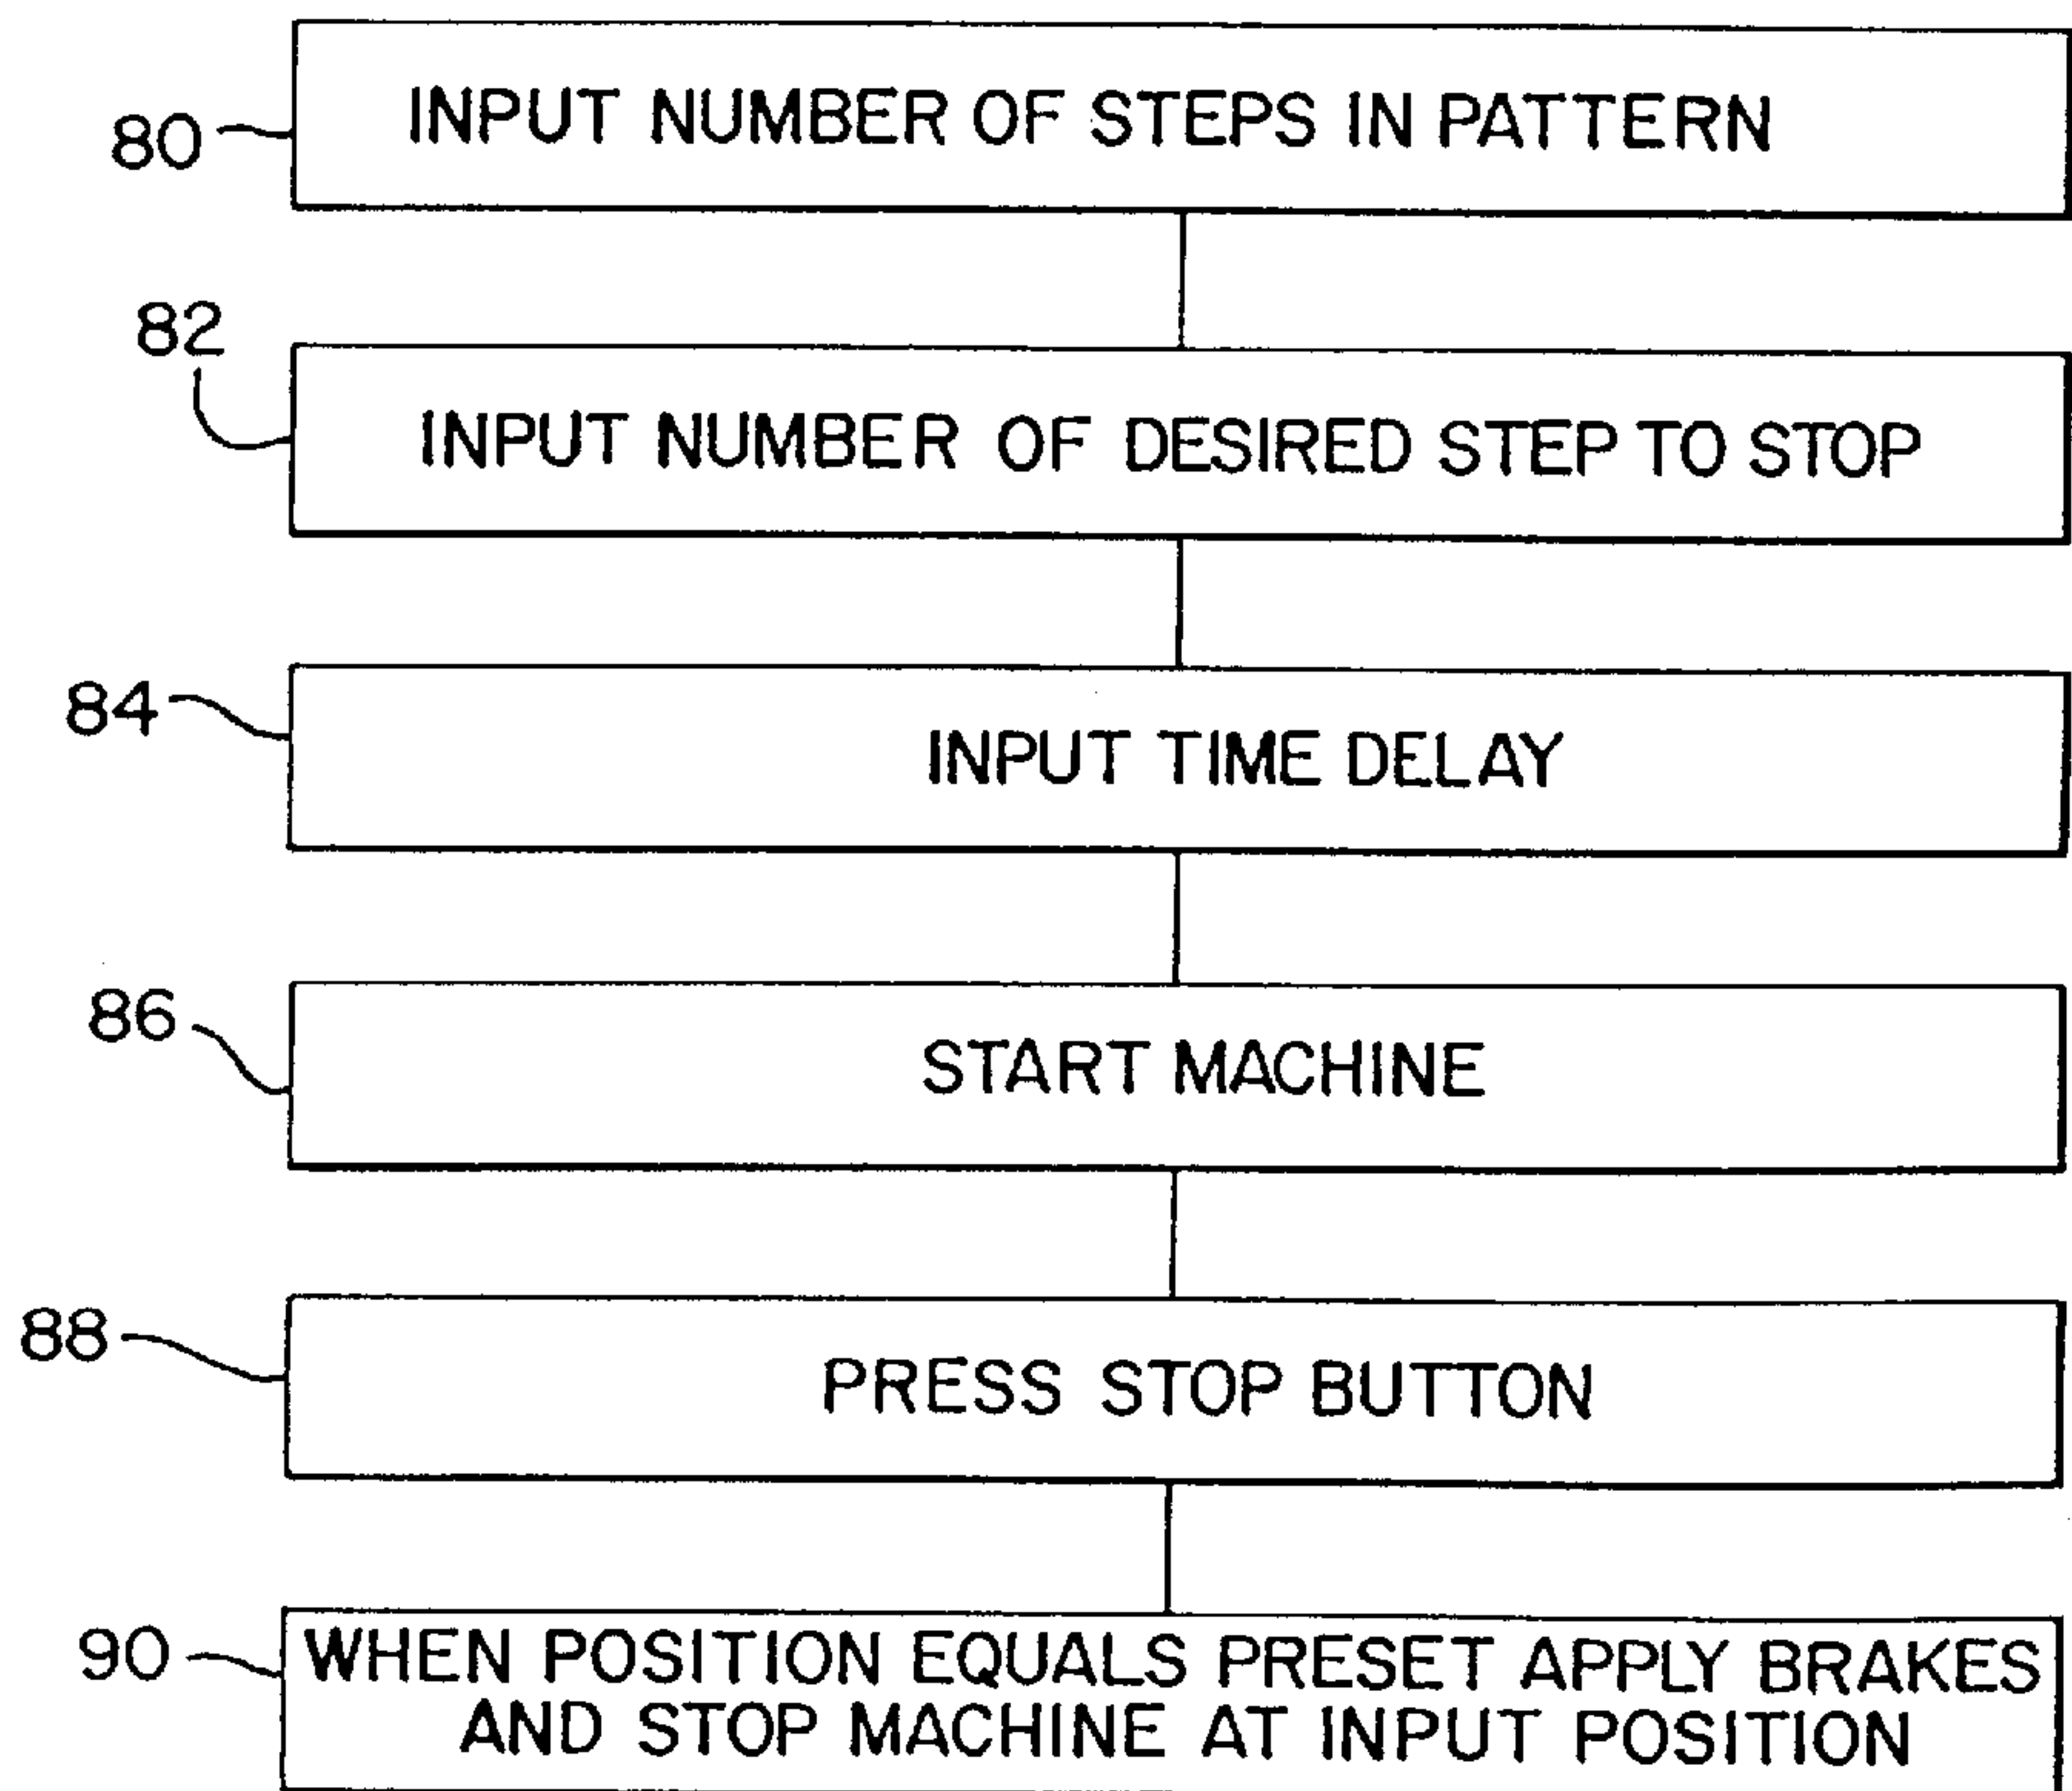 80 INPUT NUMBER OF STEPS IN PATTERN
82
INPUT NUMBER OF DESIRED STEP TO STOP
84 INPUT TIME DELAY
86 START MACHINE
88 PRESS STOP BUTTON
90 WHEN POSITION EQUALS PRESET APPLY BRAKES
AND STOP MACHINE AT INPUT POSITION